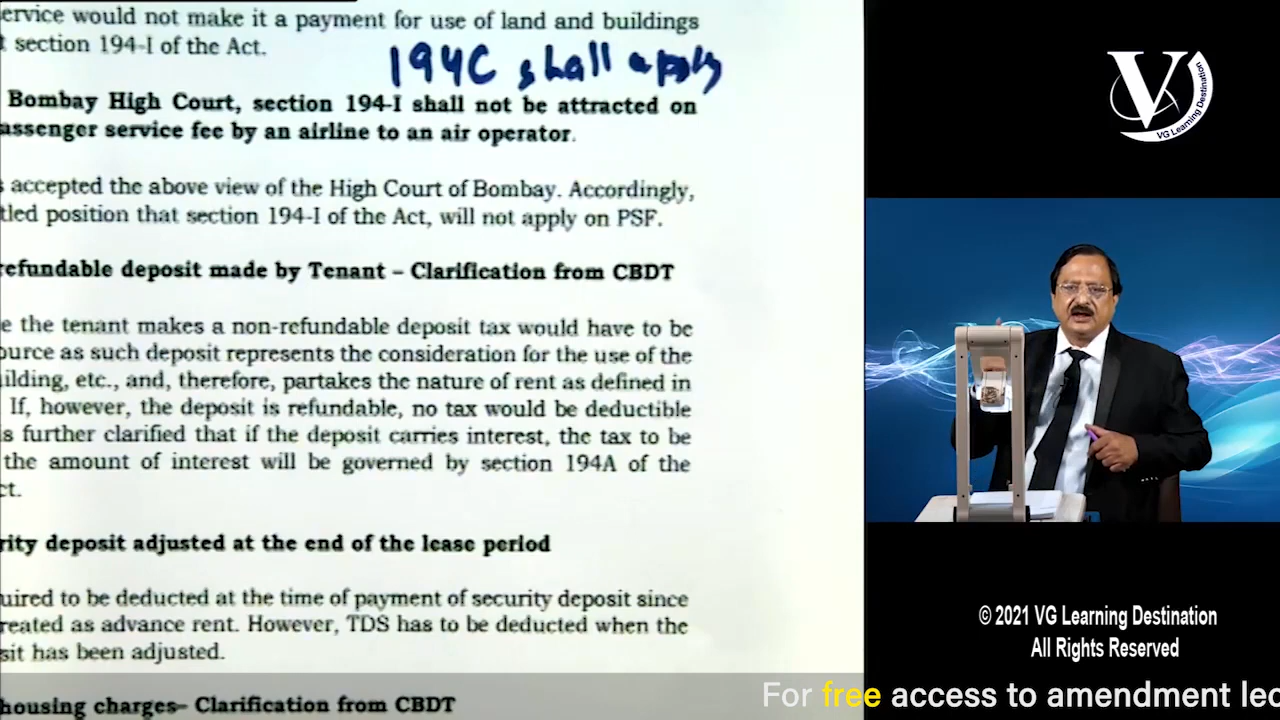 ervice would not make it a payment for use of land and buildings
t section 194-I of the Act.
194C shall apply
Bombay High Court, section 194-I shall not be attracted on
assenger service fee by an airline to an air operator.
s accepted the above view of the High Court of Bombay. Accordingly,
tled position that section 194-I of the Act, will not apply on PSF.
refundable deposit made by Tenant – Clarification from CBDT
e the tenant makes a non-refundable deposit tax would have to be
ource as such deposit represents the consideration for the use of the
ilding, etc., and, therefore, partakes the nature of rent as defined in
If, however, the deposit is refundable, no tax would be deductible
s further clarified that if the deposit carries interest, the tax to be
the amount of interest will be governed by section 194A of the
ct.
rity deposit adjusted at the end of the lease period
uired to be deducted at the time of payment of security deposit since
reated as advance rent. However, TDS has to be deducted when the
sit has been adjusted.
housing charges– Clarification from CBDT
V
VG Learning Destination
© 2021 VG Learning Destination
All Rights Reserved
For free access to amendment lec